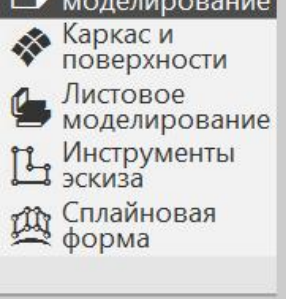 моделирование
Каркас и
поверхности
Листовое
моделирование
Инструменты
эскиза
Сплайновая
форма